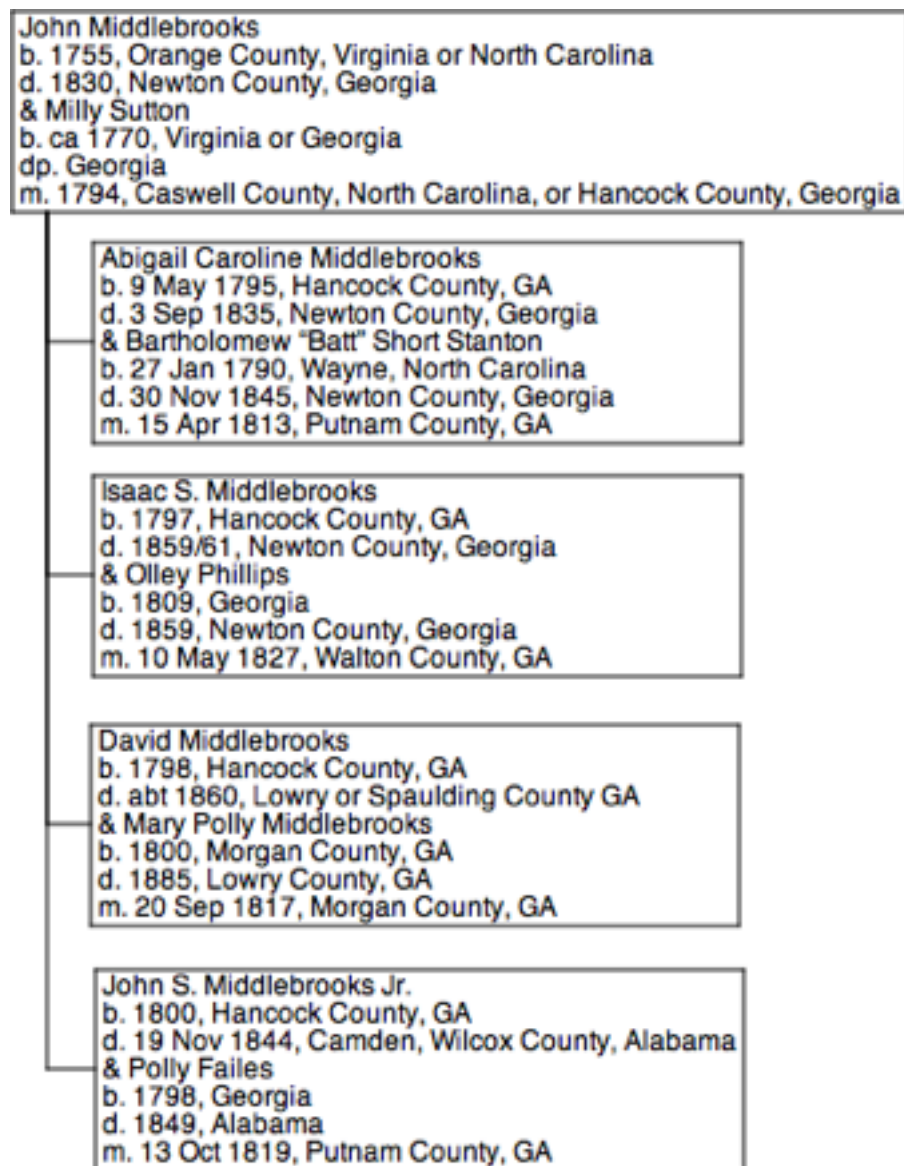 John Middlebrooks
b. 1755, Orange County, Virginia or North Carolina
d. 1830, Newton County, Georgia
& Milly Sutton
b. ca 1770, Virginia or Georgia
dp. Georgia
m. 1794, Caswell County, North Carolina, or Hancock County, Georgia
Abigail Caroline Middlebrooks
b. 9 May 1795, Hancock County, GA
d. 3 Sep 1835, Newton County, Georgia
& Bartholomew “Batt” Short Stanton
b. 27 Jan 1790, Wayne, North Carolina
d. 30 Nov 1845, Newton County, Georgia
m. 15 Apr 1813, Putnam County, GA
Isaac S. Middlebrooks
b. 1797, Hancock County, GA
d. 1859/61, Newton County, Georgia
& Olley Phillips
b. 1809, Georgia
d. 1859, Newton County, Georgia
m. 10 May 1827, Walton County, GA
David Middlebrooks
b. 1798, Hancock County, GA
d. abt 1860, Lowry or Spaulding County GA
& Mary Polly Middlebrooks
b. 1800, Morgan County, GA
d. 1885, Lowry County, GA
m. 20 Sep 1817, Morgan County, GA
John S. Middlebrooks Jr.
b. 1800, Hancock County, GA
d. 19 Nov 1844, Camden, Wilcox County, Alabama
& Polly Failes
b. 1798, Georgia
d. 1849, Alabama
m. 13 Oct 1819, Putnam County, GA